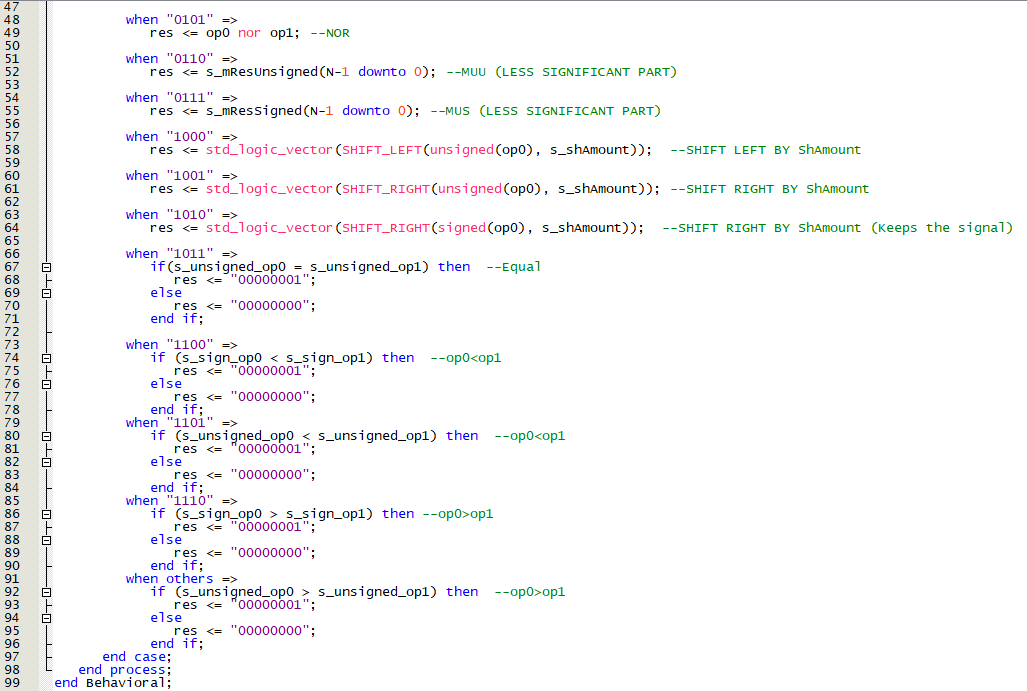 47
48 when "0101" =>
49 res <= op0 nor op1; --NOR
50
51 when "0110" =>
52 res <= s_mResUnsigned(N-1 downto 0); --MUU (LESS SIGNIFICANT PART)
53
54 when "0111" =>
55 res <= s_mResSigned(N-1 downto 0); --MUS (LESS SIGNIFICANT PART)
56
57 when "1000" =>
58 res <= std_logic_vector(SHIFT_LEFT(unsigned(op0), s_shAmount)); --SHIFT LEFT BY ShAmount
59
60 when "1001" =>
61 res <= std_logic_vector(SHIFT_RIGHT(unsigned(op0), s_shAmount)); --SHIFT RIGHT BY ShAmount
62
63 when "1010" =>
64 res <= std_logic_vector(SHIFT_RIGHT(signed(op0), s_shAmount)); --SHIFT RIGHT BY ShAmount (Keeps the signal)
65
66 when "1011" =>
67 if(s_unsigned_op0 = s_unsigned_op1) then --Equal
68 res <= "00000001";
69 else
70 res <= "00000000";
71 end if;
72
73 when "1100" =>
74 if (s_sign_op0 < s_sign_op1) then --op0<op1
75 res <= "00000001";
76 else
77 res <= "00000000";
78 end if;
79 when "1101" =>
80 if (s_unsigned_op0 < s_unsigned_op1) then --op0<op1
81 res <= "00000001";
82 else
83 res <= "00000000";
84 end if;
85 when "1110" =>
86 if (s_sign_op0 > s_sign_op1) then --op0>op1
87 res <= "00000001";
88 else
89 res <= "00000000";
90 end if;
91 when others =>
92 if (s_unsigned_op0 > s_unsigned_op1) then --op0>op1
93 res <= "00000001";
94 else
95 res <= "00000000";
96 end if;
97 end case;
98 end process;
99 end Behavioral;